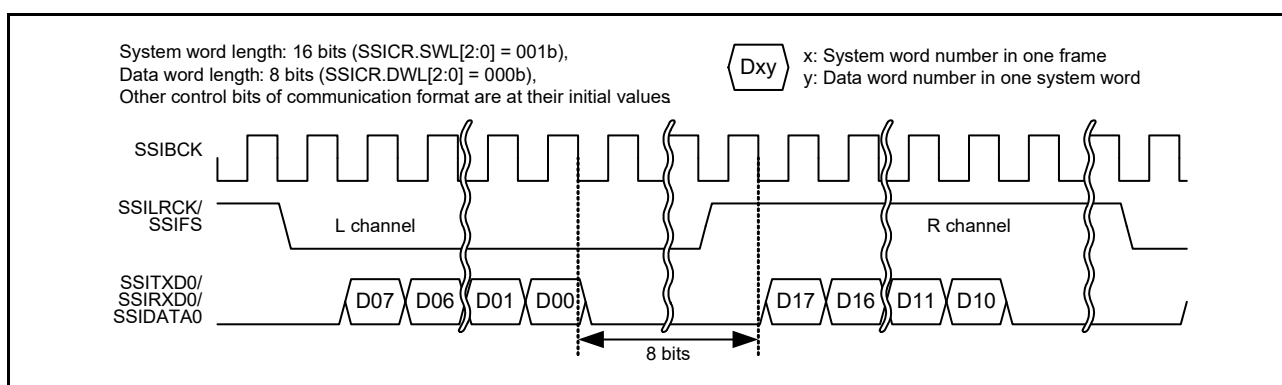 System word length: 16 bits (SSICR.SWL[2:0] = 001b),
Data word length: 8 bits (SSICR.DWL[2:0] = 000b),
Other control bits of communication format are at their initial values.
Dxy
x: System word number in one frame
y: Data word number in one system word
SSIBCK
SSILRCK/
SSIFS
L channel
R channel
SSITXD0/
SSIRXD0/
SSIDATA0
D07 D06 D01 D00 D17 D16 D11 D10
8 bits